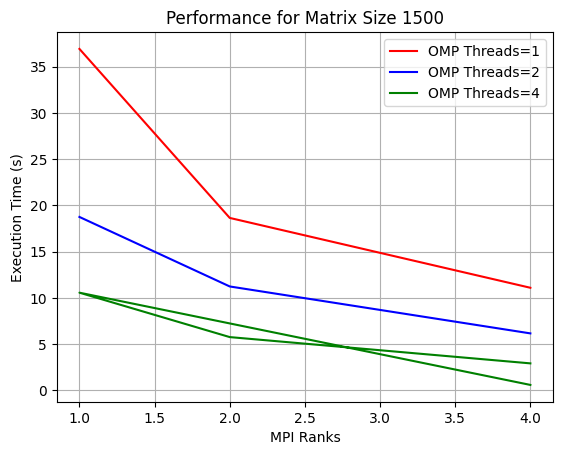 Performance for Matrix Size 1500
OMP Threads=1
OMP Threads=2
OMP Threads=4
Execution Time (s)
35
30
25
20
15
10
5
0
1.0 1.5 2.0 2.5 3.0 3.5 4.0
MPI Ranks